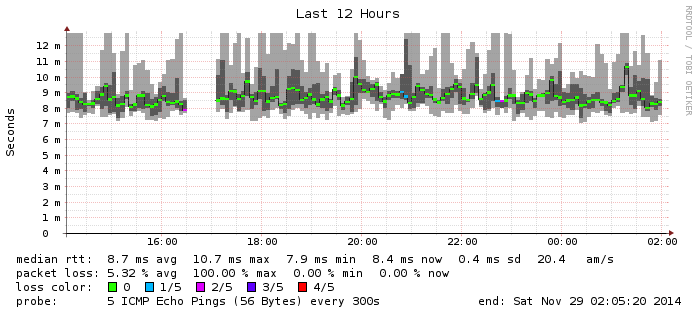 Last 12 Hours
RRDTOOL / TOBI OETIKER
Seconds
12 m
11 m
10 m
9 m
8 m
7 m
6 m
5 m
4 m
3 m
2 m
1 m
0
16:00 18:00 20:00 22:00 00:00 02:00
median rtt: 8.7 ms avg 10.7 ms max 7.9 ms min 8.4 ms now 0.4 ms sd 20.4 am/s
packet loss: 5.32 % avg 100.00 % max 0.00 % min 0.00 % now
loss color: 0 1/5 2/5 3/5 4/5
probe: 5 ICMP Echo Pings (56 Bytes) every 300s end: Sat Nov 29 02:05:20 2014